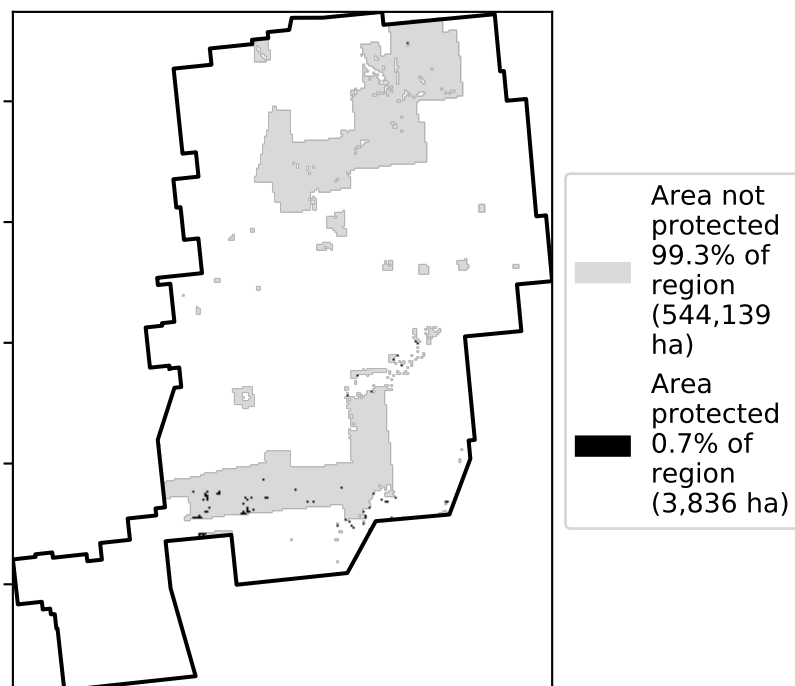 Area not
protected
99.3% of
region
(544,139
ha)
Area
protected
0.7% of
region
(3,836 ha)